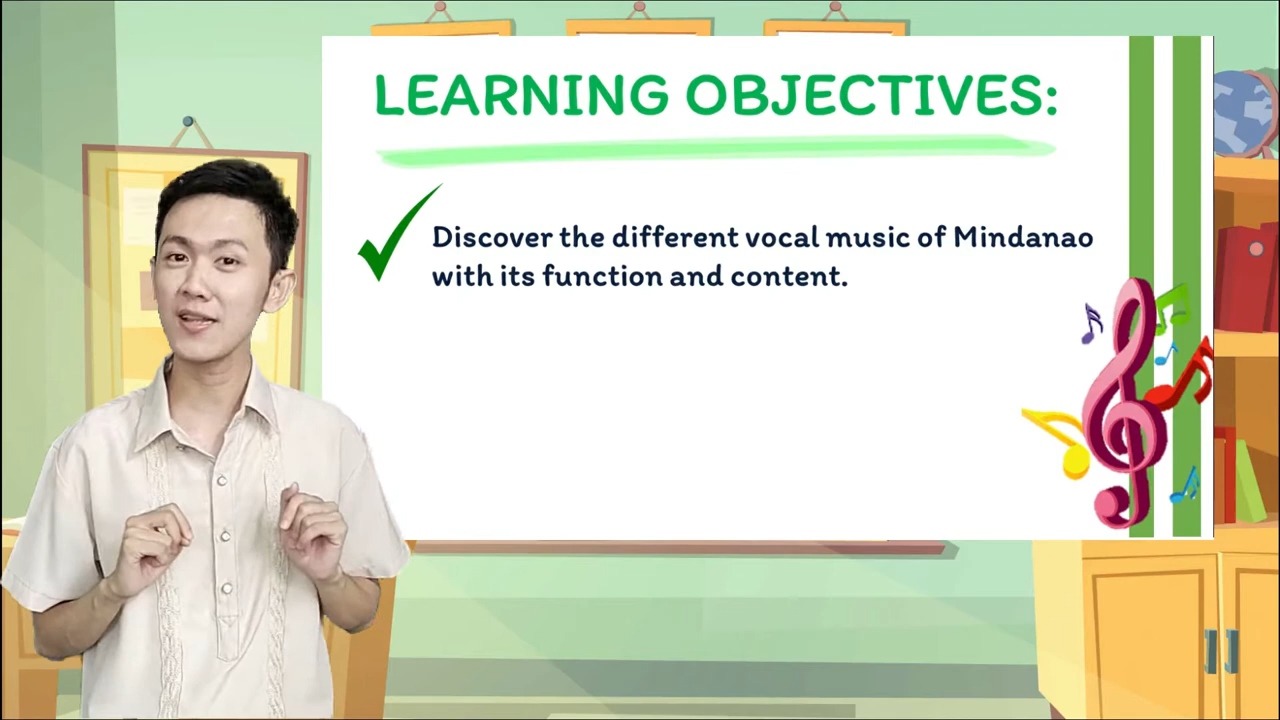 LEARNING OBJECTIVES:
Discover the different vocal music of Mindanao
with its function and content.